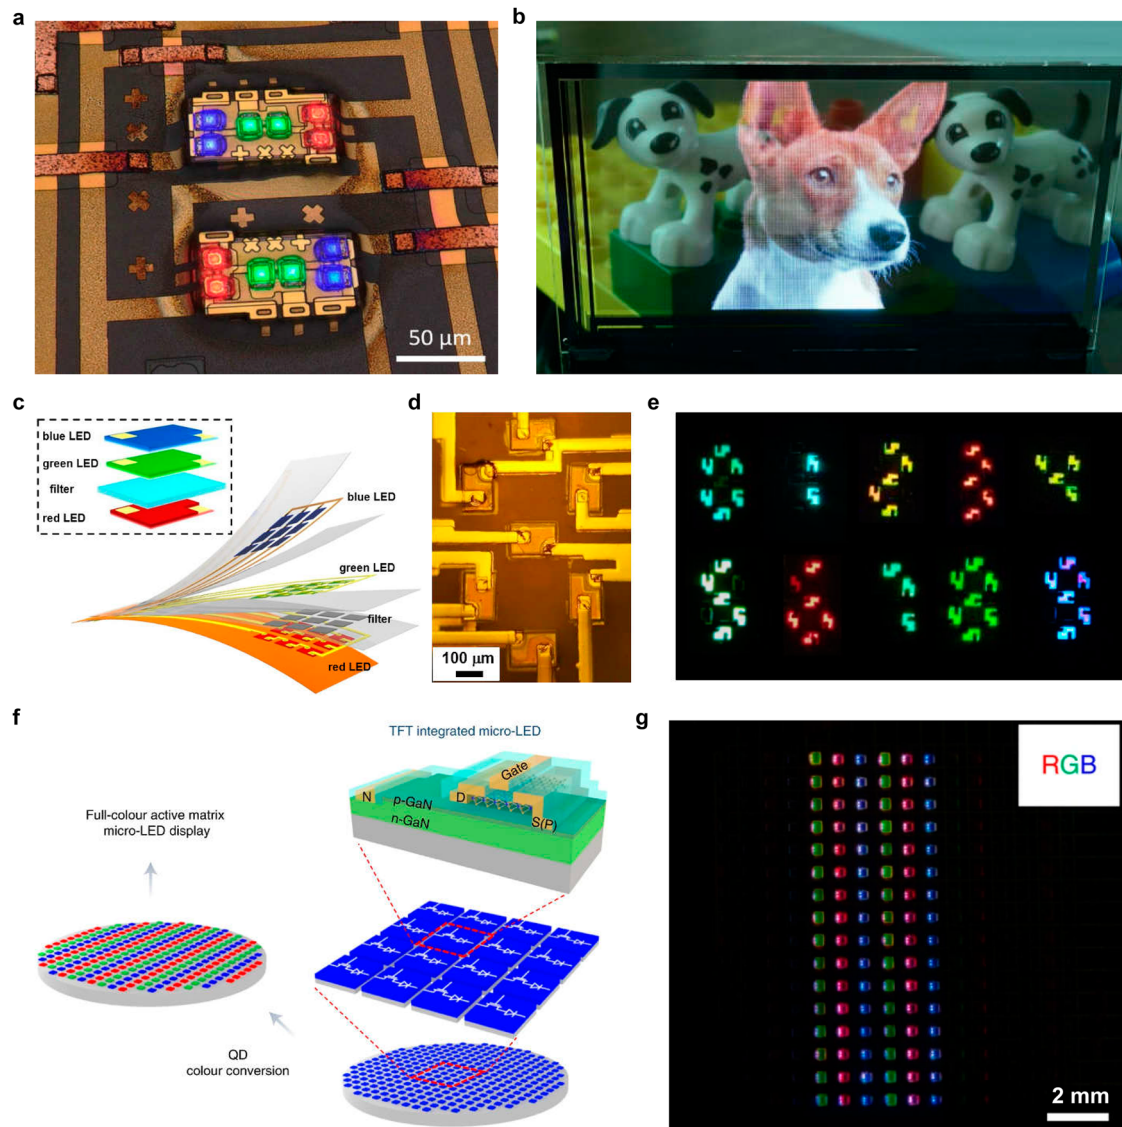 a
50 μm
b
c
blue LED
green LED
filter
red LED
blue LED
green LED
filter
red LED
d
100 μm
e
f
TFT integrated micro-LED
Gate
N
D
p-GaN
n-GaN
S(P)
Full-colour active matrix
micro-LED display
QD
colour conversion
g
RGB
2 mm